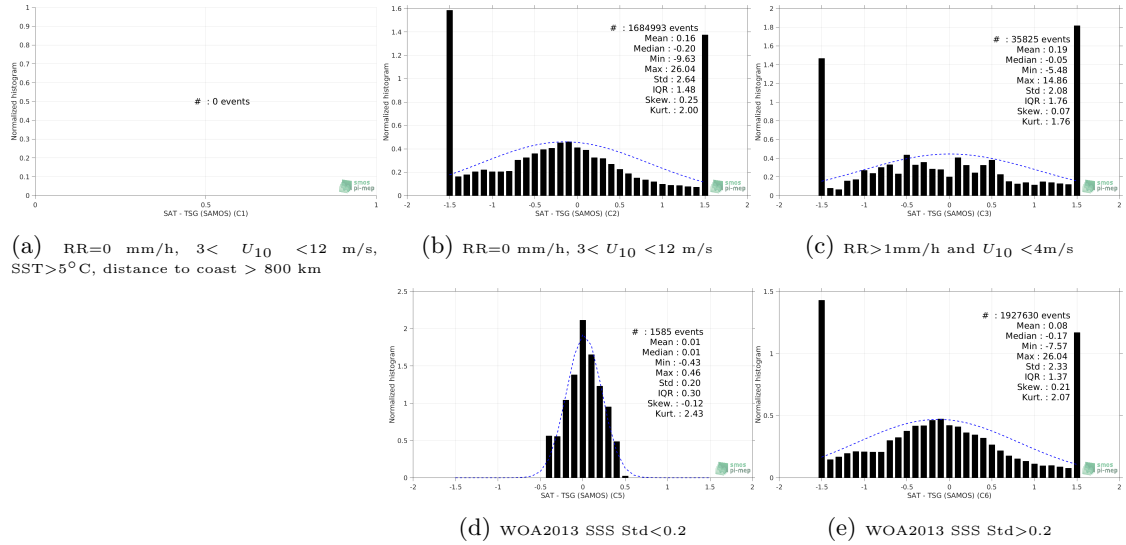 1
0.9
0.8
0.7
0.6
0.5
0.4
0.3
0.2
0.1
0
Normalized histogram
# : 0 events
smos
pi-mep
0 0.5 1
SAT - TSG (SAMOS) (C1)
(a) RR=0 mm/h, 3< U10 <12 m/s,
SST>5°C, distance to coast > 800 km
1.6
1.4
1.2
1
0.8
0.6
0.4
0.2
0
Normalized histogram
# : 1684993 events
Mean : 0.16
Median : -0.20
Min : -9.63
Max : 26.04
Std : 2.64
IQR : 1.48
Skew. : 0.25
Kurt. : 2.00
smos
pi-mep
-2 -1.5 -1 -0.5 0 0.5 1 1.5 2
SAT - TSG (SAMOS) (C2)
(b) RR=0 mm/h, 3< U10 <12 m/s
2
1.8
1.6
1.4
1.2
1
0.8
0.6
0.4
0.2
0
Normalized histogram
# : 35825 events
Mean : 0.19
Median : -0.05
Min : -5.48
Max : 14.86
Std : 2.08
IQR : 1.76
Skew. : 0.07
Kurt. : 1.76
smos
pi-mep
-2 -1.5 -1 -0.5 0 0.5 1 1.5 2
SAT - TSG (SAMOS) (C3)
(c) RR>1mm/h and U10 <4m/s
2.5
2
1.5
1
0.5
0
Normalized histogram
# : 1585 events
Mean : 0.01
Median : 0.01
Min : -0.43
Max : 0.46
Std : 0.20
IQR : 0.30
Skew. : -0.12
Kurt. : 2.43
smos
pi-mep
-2 -1.5 -1 -0.5 0 0.5 1 1.5 2
SAT - TSG (SAMOS) (C5)
(d) WOA2013 SSS Std<0.2
1.5
1
0.5
0
Normalized histogram
# : 1927630 events
Mean : 0.08
Median : -0.17
Min : -7.57
Max : 26.04
Std : 2.33
IQR : 1.37
Skew. : 0.21
Kurt. : 2.07
smos
pi-mep
-2 -1.5 -1 -0.5 0 0.5 1 1.5 2
SAT - TSG (SAMOS) (C6)
(e) WOA2013 SSS Std>0.2